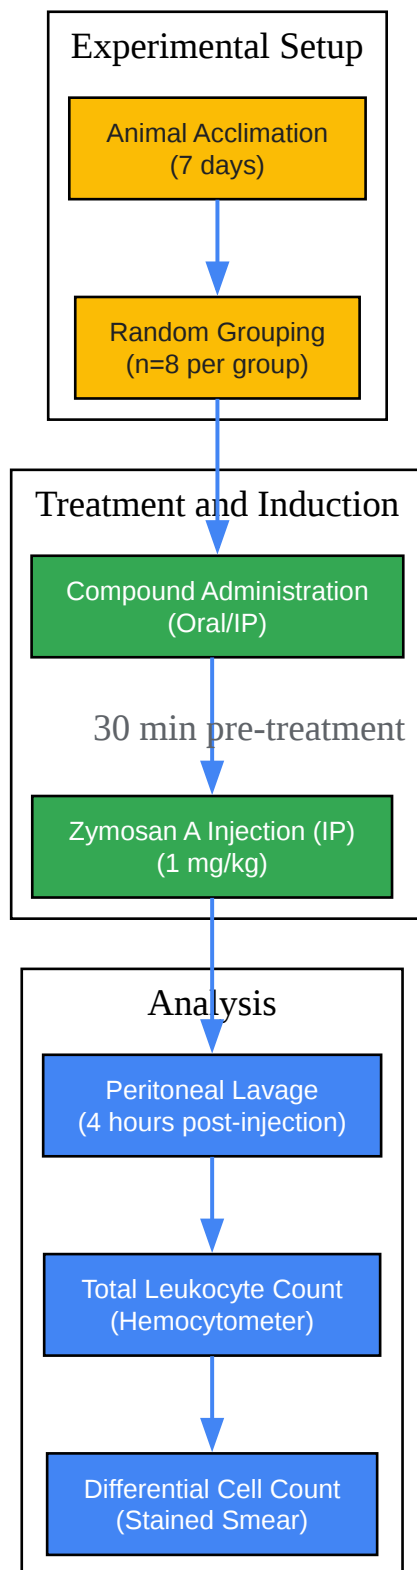 Experimental Setup
Animal Acclimation
(7 days)
Random Grouping
(n=8 per group)
Treatment and Induction
Compound Administration
(Oral/IP)
30 min pre-treatment
Zymosan A Injection (IP)
(1 mg/kg)
Analysis
Peritoneal Lavage
(4 hours post-injection)
Total Leukocyte Count
(Hemocytometer)
Differential Cell Count
(Stained Smear)